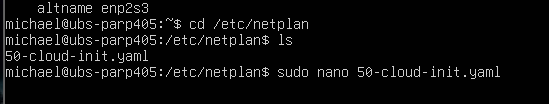 altname enp2s3
michael@ubs-parp405:~$ cd /etc/netplan
michael@ubs-parp405:/etc/netplan$ ls
50-cloud-init.yaml
michael@ubs-parp405:/etc/netplan$ sudo nano 50-cloud-init.yaml